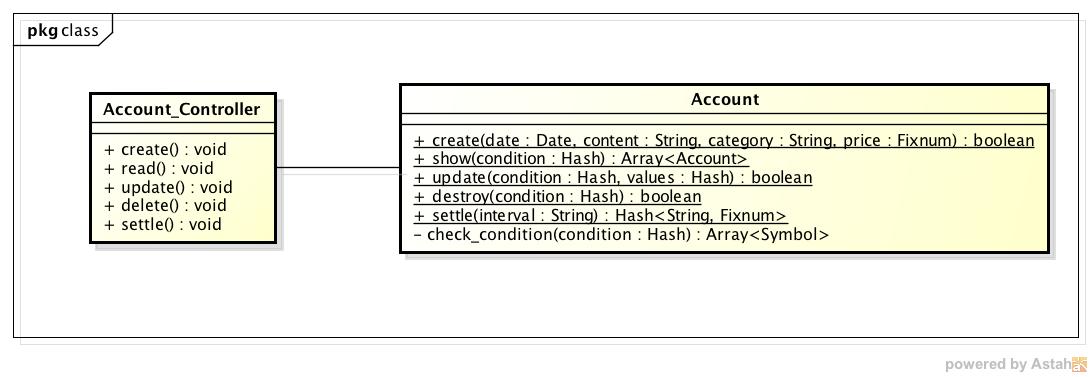 pkg class
Account_Controller
+ create() : void
+ read() : void
+ update() : void
+ delete() : void
+ settle() : void
Account
+ create(date : Date, content : String, category : String, price : Fixnum) : boolean
+ show(condition : Hash) : Array<Account>
+ update(condition : Hash, values : Hash) : boolean
+ destroy(condition : Hash) : boolean
+ settle(interval : String) : Hash<String, Fixnum>
- check_condition(condition : Hash) : Array<Symbol>
powered by Astah